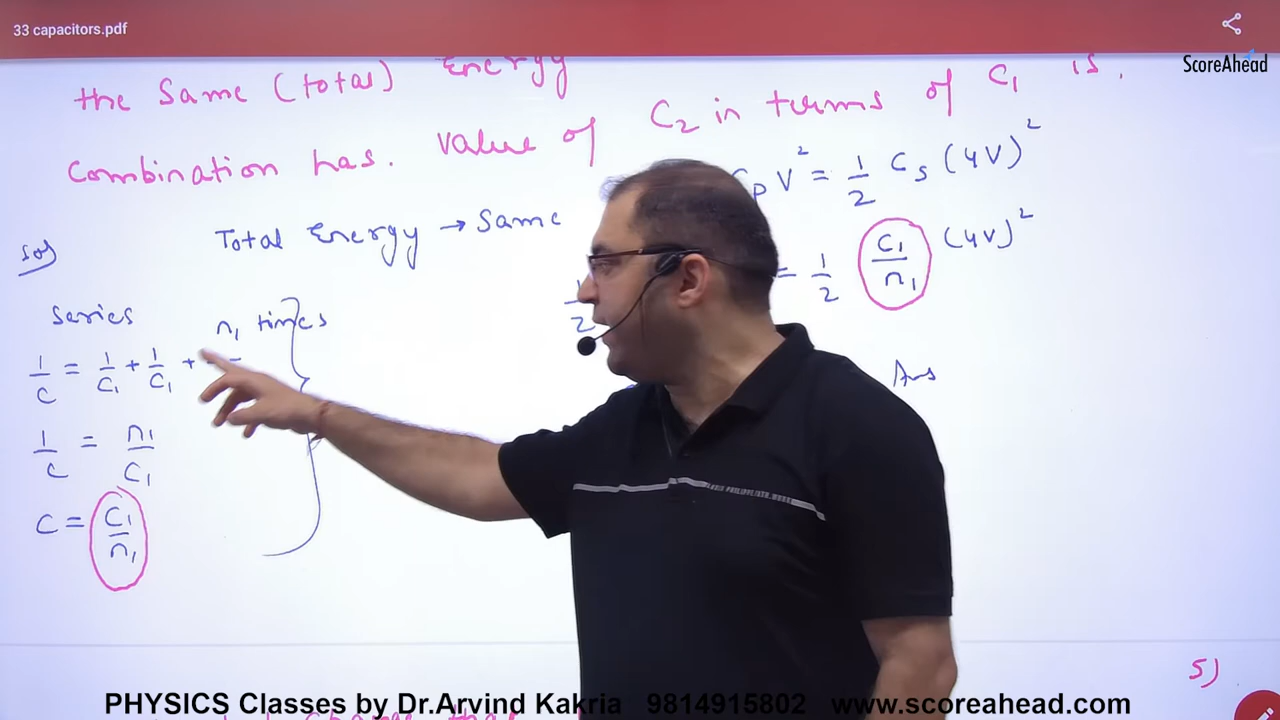 33 capacitors.pdf
ScoreAhead
the Same (total) Energy
Combination has. value of C₂ in terms of C₁ is.
Sol
Total Energy → Same
V² = 1/2 Cs (4V)²
1/2
= 1/2 C₁/n₁ (4V)²
Series
n₁ times
1/C = 1/C₁ + 1/C₁ +
1/C = n₁/C₁
C = C₁/n₁
Ans
5)
PHYSICS Classes by Dr.Arvind Kakria 9814915802 www.scoreahead.com